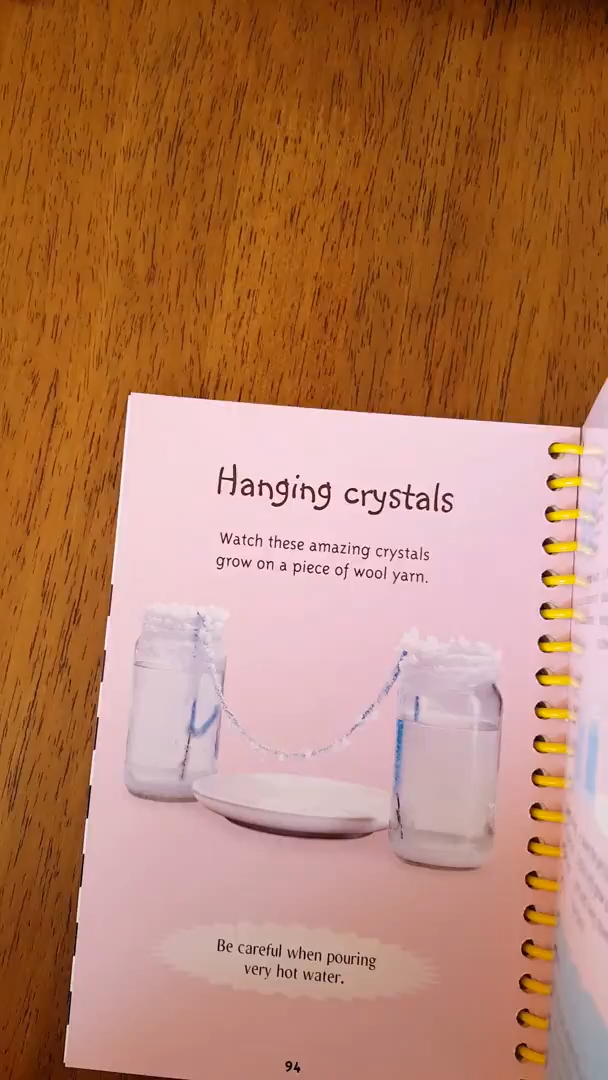 Hanging crystals
Watch these amazing crystals
grow on a piece of wool yarn.
Be careful when pouring
very hot water.
94